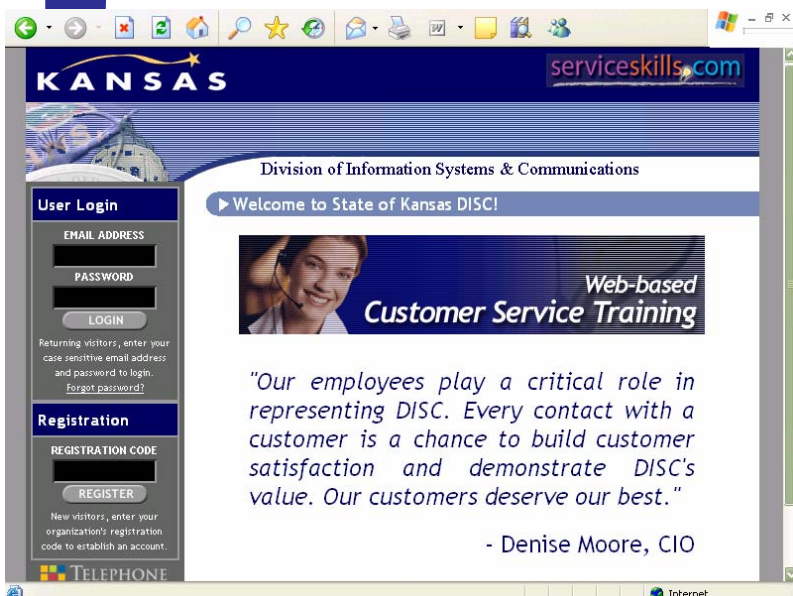 KANSAS
serviceskills.com
Division of Information Systems & Communications
User Login
EMAIL ADDRESS
PASSWORD
LOGIN
Returning visitors, enter your
case sensitive email address
and password to login.
Forgot password?
Registration
REGISTRATION CODE
REGISTER
New visitors, enter your
organization's registration
code to establish an account.
TELEPHONE
Welcome to State of Kansas DISC!
Web-based
Customer Service Training
"Our employees play a critical role in
representing DISC. Every contact with a
customer is a chance to build customer
satisfaction and demonstrate DISC's
value. Our customers deserve our best."
- Denise Moore, CIO
Internet